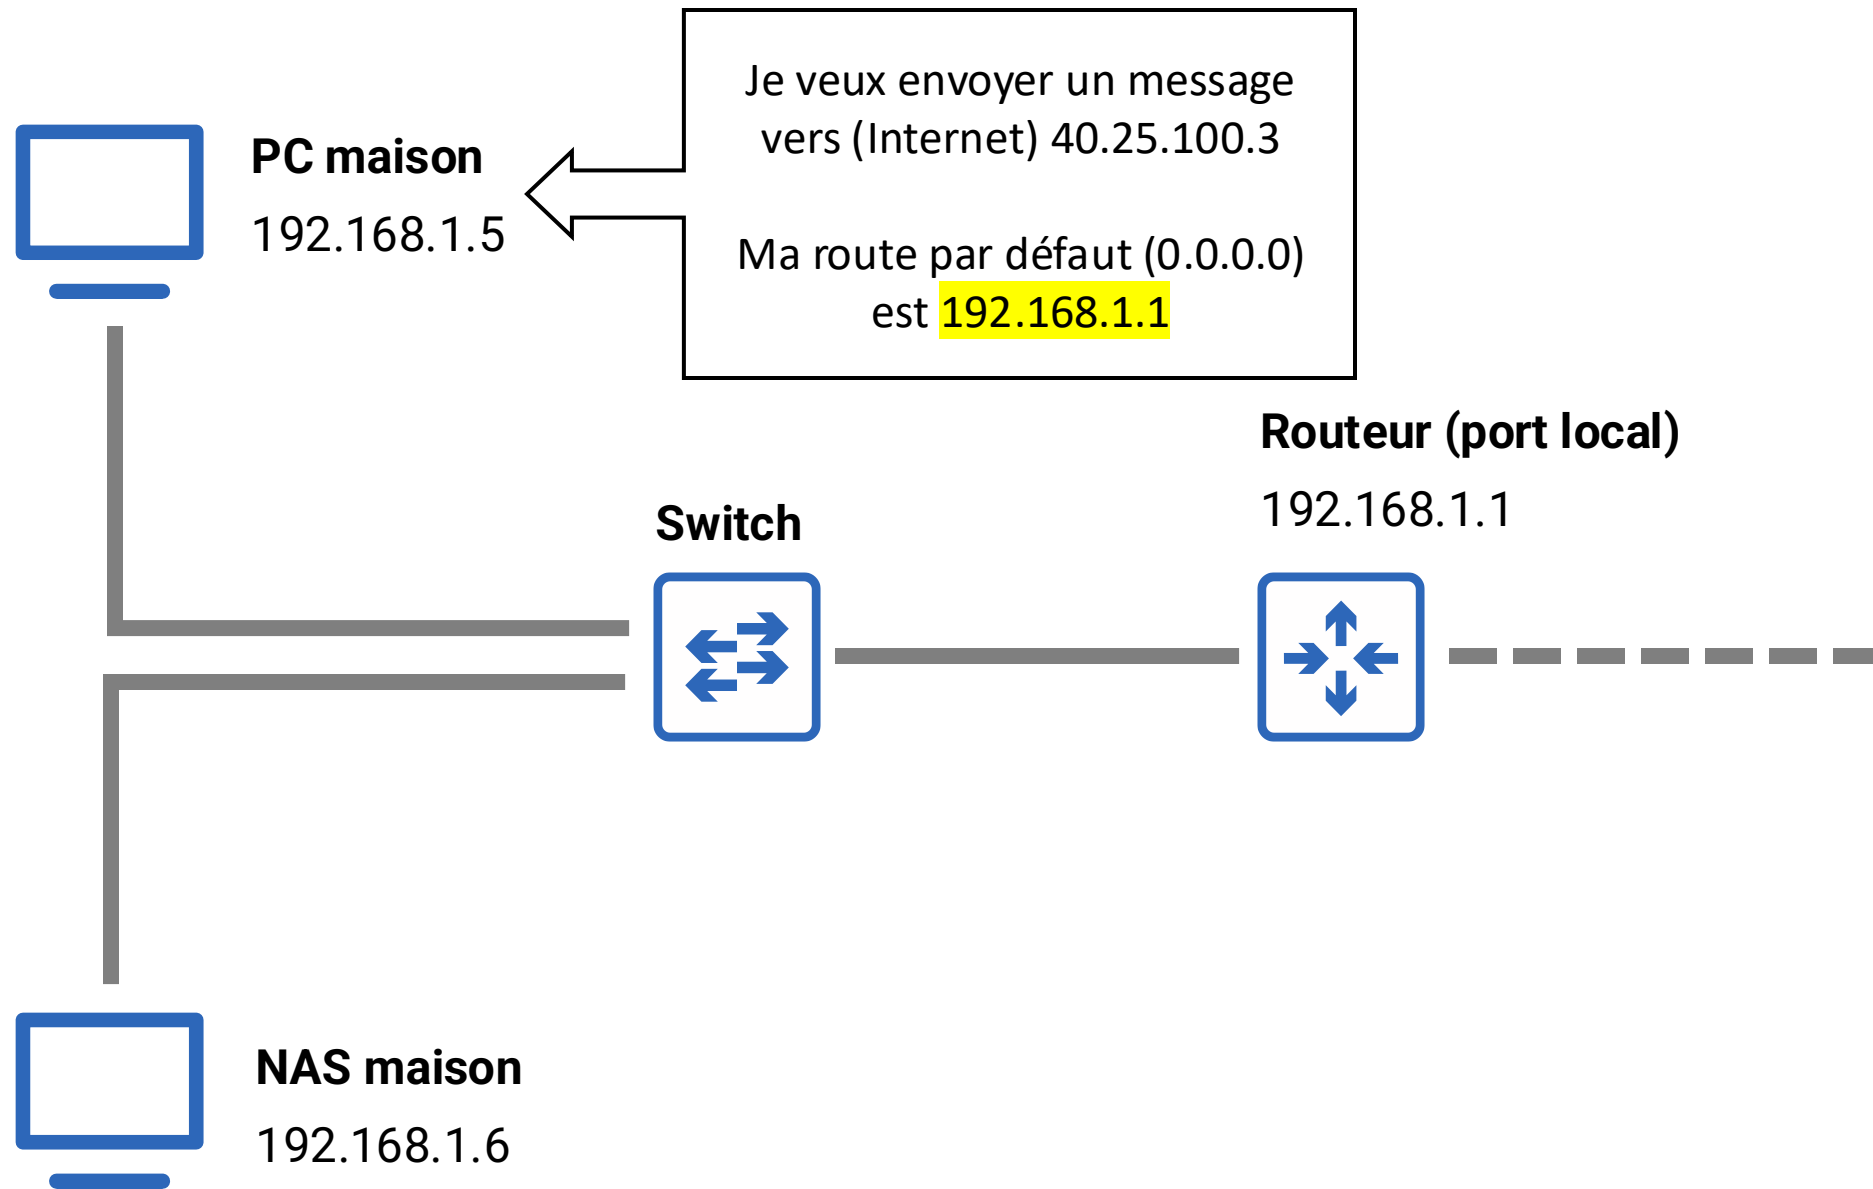 Je veux envoyer un message
vers (Internet) 40.25.100.3
Ma route par défaut (0.0.0.0)
est 192.168.1.1
PC maison
192.168.1.5
Routeur (port local)
192.168.1.1
Switch
NAS maison
192.168.1.6